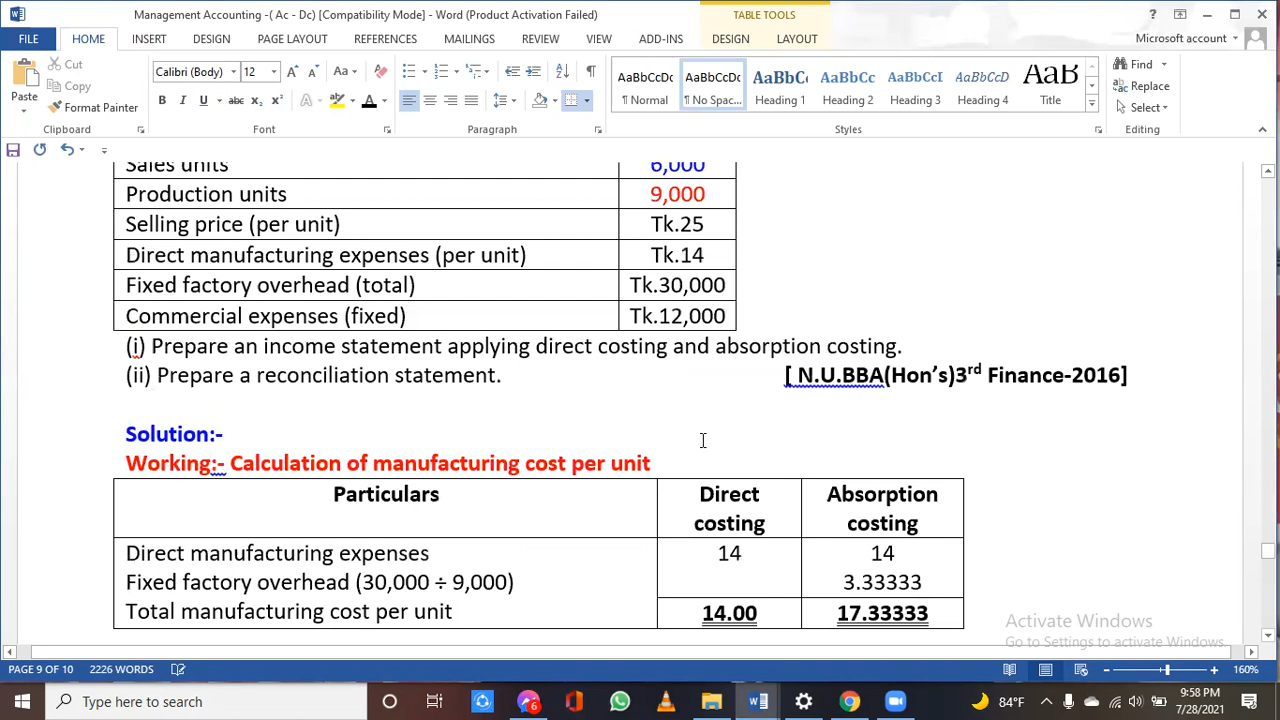 Management Accounting -( Ac - Dc) [Compatibility Mode] - Word (Product Activation Failed)
TABLE TOOLS
FILE HOME INSERT DESIGN PAGE LAYOUT REFERENCES MAILINGS REVIEW VIEW ADD-INS DESIGN LAYOUT Microsoft account
Paste
Cut
Copy
Format Painter
Clipboard
Calibri (Body) 12
Font
Paragraph
AaBbCcDc AaBbCcDc AaBbCc AaBbCcD AaBbCcI AaBbCcD AaB
¶ Normal ¶ No Spac... Heading 1 Heading 2 Heading 3 Heading 4 Title
Styles
Find
Replace
Select
Editing
Sales units 6,000
Production units 9,000
Selling price (per unit) Tk.25
Direct manufacturing expenses (per unit) Tk.14
Fixed factory overhead (total) Tk.30,000
Commercial expenses (fixed) Tk.12,000
(i) Prepare an income statement applying direct costing and absorption costing.
(ii) Prepare a reconciliation statement. [ N.U.BBA(Hon's)3rd Finance-2016]
Solution:-
Working:- Calculation of manufacturing cost per unit
Particulars Direct costing Absorption costing
Direct manufacturing expenses 14 14
Fixed factory overhead (30,000 ÷ 9,000) 3.33333
Total manufacturing cost per unit 14.00 17.33333
Activate Windows
Go to Settings to activate Windows.
PAGE 9 OF 10 2226 WORDS 160%
Type here to search
6
84°F
9:58 PM
7/28/2021